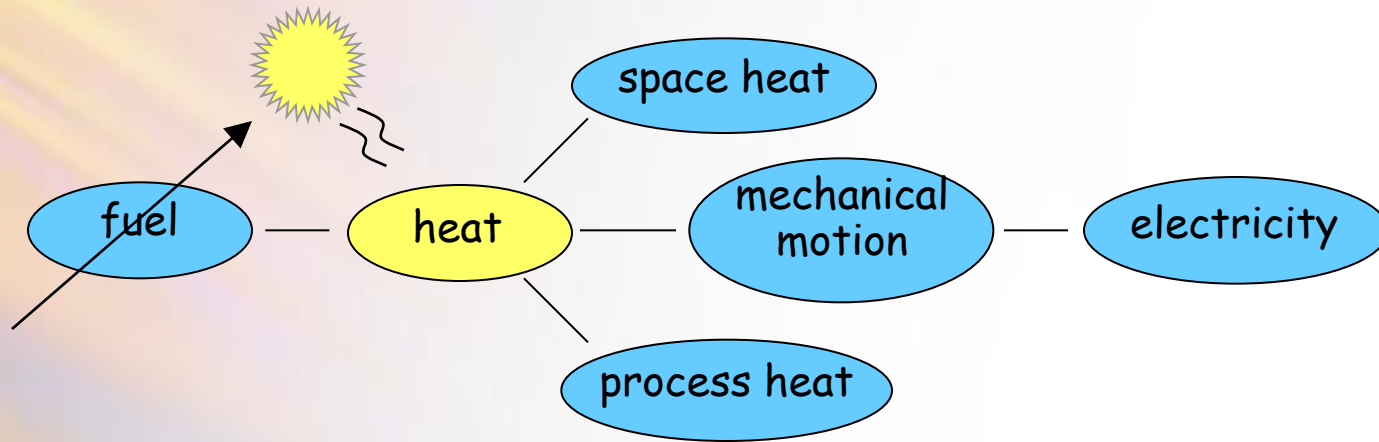 space heat
fuel
heat
mechanical
motion
electricity
process heat